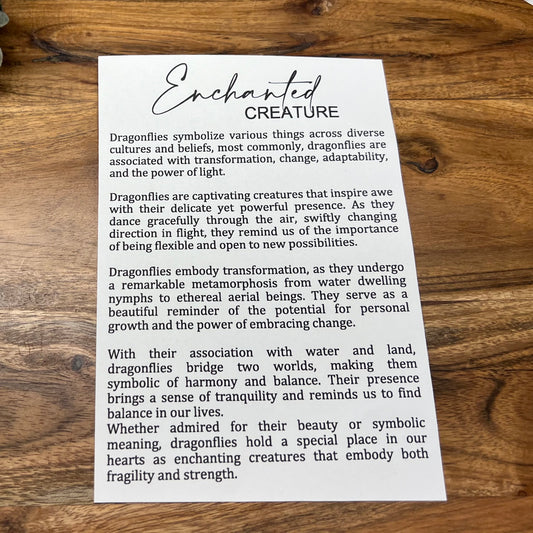 Enchanted
CREATURE
Dragonflies symbolize various things across diverse
cultures and beliefs, most commonly, dragonflies are
associated with transformation, change, adaptability,
and the power of light.
Dragonflies are captivating creatures that inspire awe
with their delicate yet powerful presence. As they
dance gracefully through the air, swiftly changing
direction in flight, they remind us of the importance
of being flexible and open to new possibilities.
Dragonflies embody transformation, as they undergo
a remarkable metamorphosis from water dwelling
nymphs to ethereal aerial beings. They serve as a
beautiful reminder of the potential for personal
growth and the power of embracing change.
With their association with water and land,
dragonflies bridge two worlds, making them
symbolic of harmony and balance. Their presence
brings a sense of tranquility and reminds us to find
balance in our lives.
Whether admired for their beauty or symbolic
meaning, dragonflies hold a special place in our
hearts as enchanting creatures that embody both
fragility and strength.